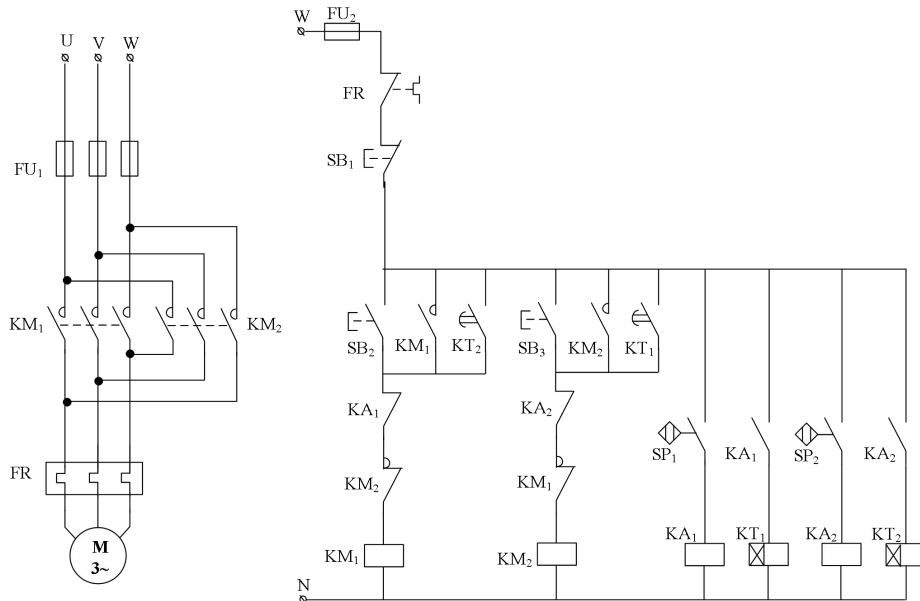 W FU₂
U V W
FR
SB₁
FU₁
KM₁ KM₂
SB₂ KM₁ KT₂ SB₃ KM₂ KT₁
KA₁ KA₂
SP₁ KA₁ SP₂ KA₂
FR
KM₂ KM₁
M
3~
KM₁ KM₂ KA₁ KT₁ KA₂ KT₂
N